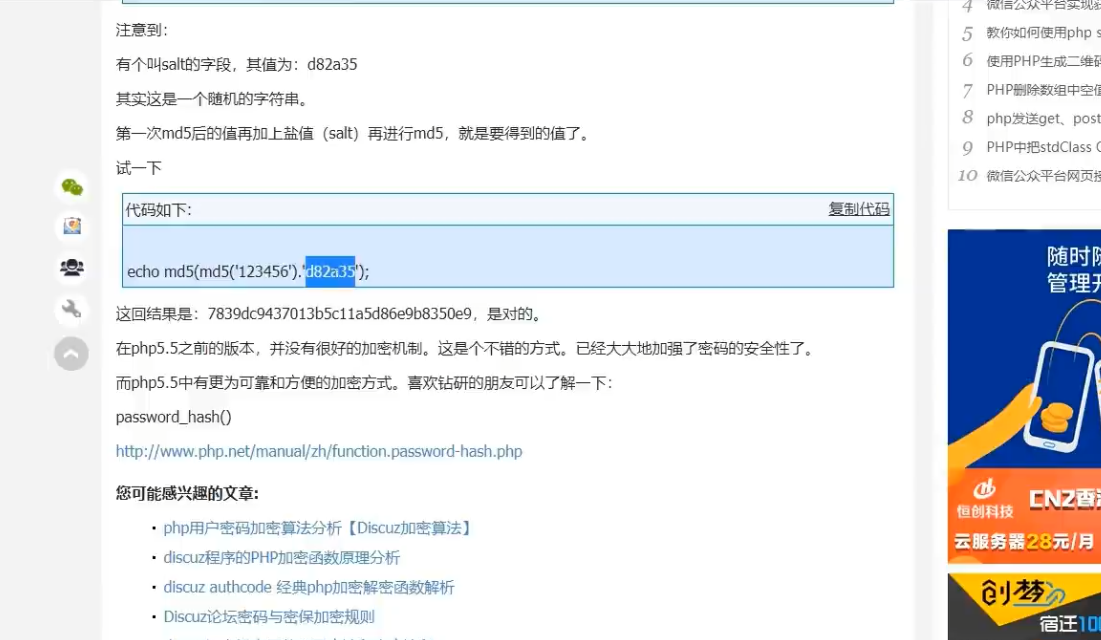 注意到：
有个叫salt的字段，其值为：d82a35
其实这是一个随机的字符串。
第一次md5后的值再加上盐值（salt）再进行md5，就是要得到的值了。
试一下
代码如下:
复制代码
echo md5(md5('123456').'d82a35');
这回结果是：7839dc9437013b5c11a5d86e9b8350e9，是对的。
在php5.5之前的版本，并没有很好的加密机制。这是个不错的方式。已经大大地加强了密码的安全性了。
而php5.5中有更为可靠和方便的加密方式。喜欢钻研的朋友可以了解一下：
password_hash()
http://www.php.net/manual/zh/function.password-hash.php
您可能感兴趣的文章:
· php用户密码加密算法分析【Discuz加密算法】
· discuz程序的PHP加密函数原理分析
· discuz authcode 经典php加密解密函数解析
· Discuz论坛密码与密保加密规则
4 微信公众平台实现
5 教你如何使用php s
6 使用PHP生成二维码
7 PHP删除数组中空值
8 php发送get、post
9 PHP中把stdClass
10 微信公众平台网页
随时随
管理
恒创科技
CN2香
云服务器28元/月
创梦
宿迁100